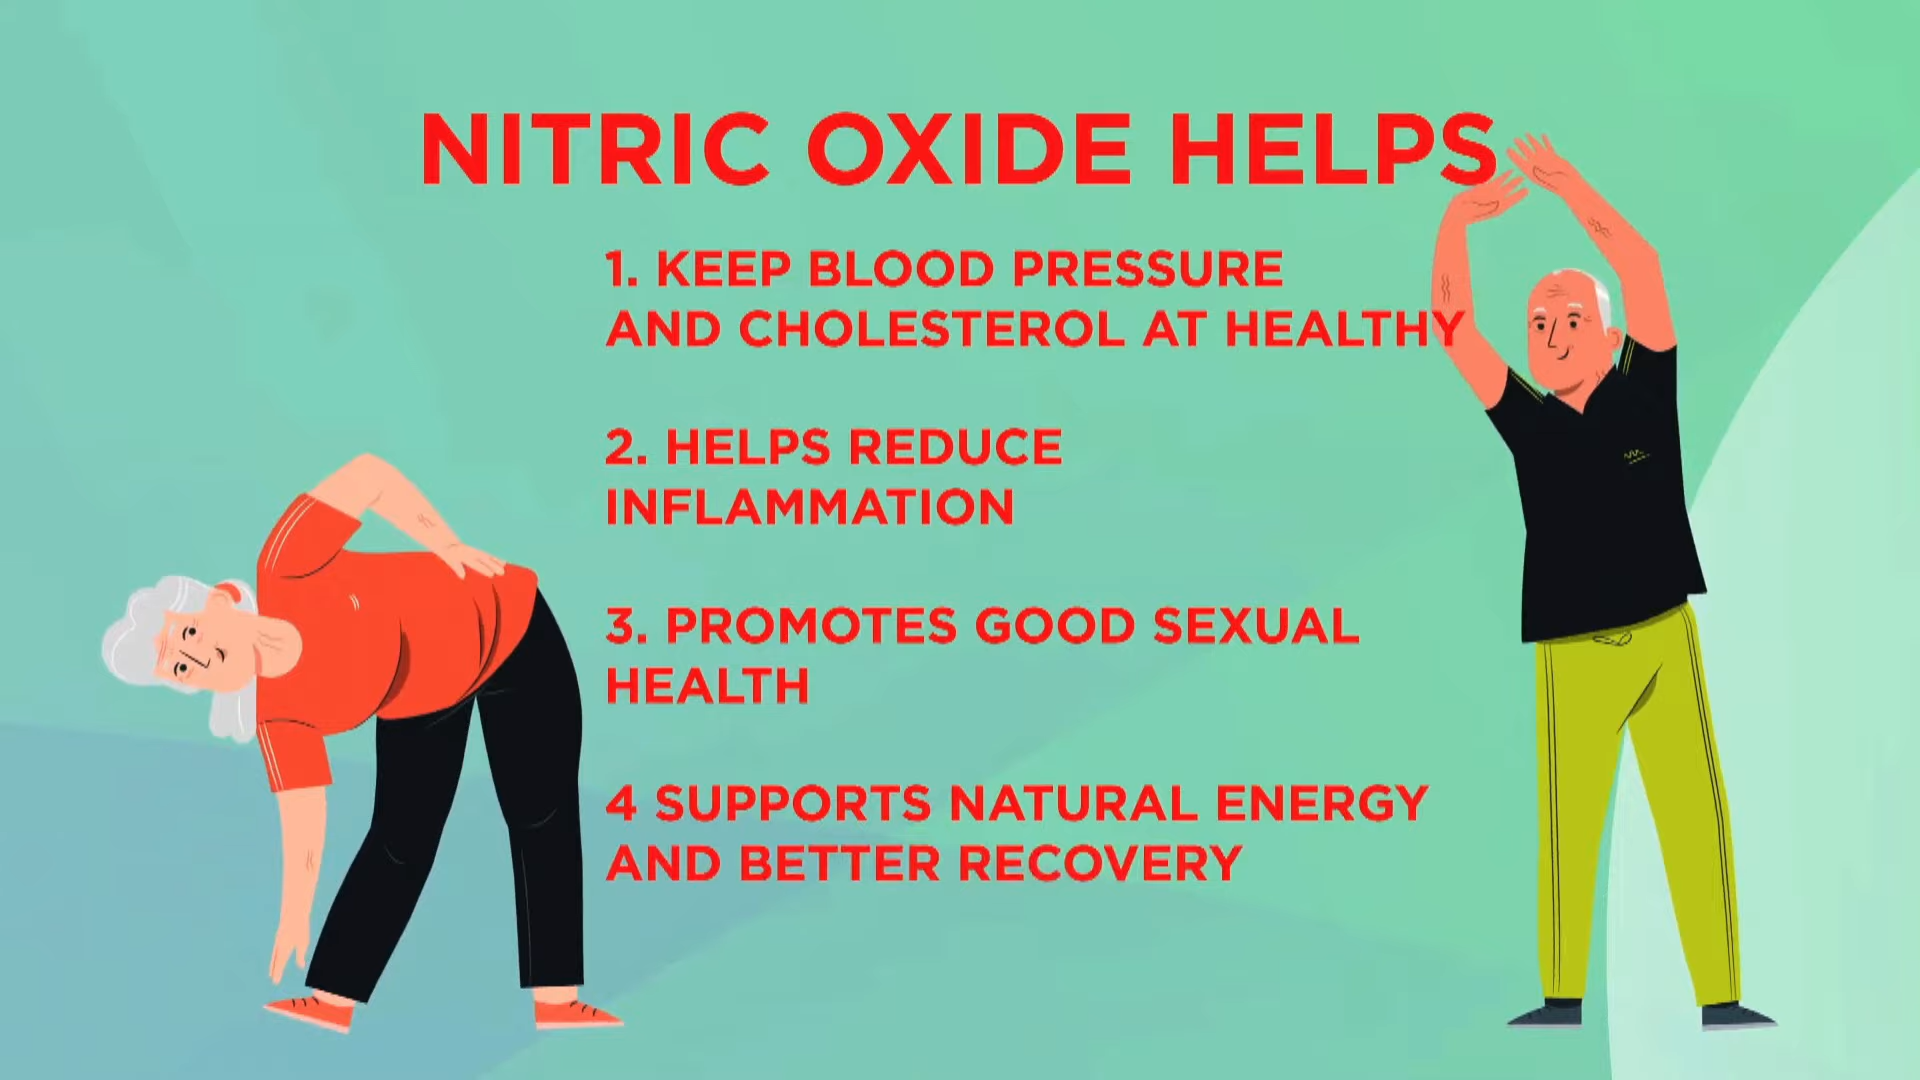 NITRIC OXIDE HELPS
1. KEEP BLOOD PRESSURE
AND CHOLESTEROL AT HEALTHY
2. HELPS REDUCE
INFLAMMATION
3. PROMOTES GOOD SEXUAL
HEALTH
4 SUPPORTS NATURAL ENERGY
AND BETTER RECOVERY